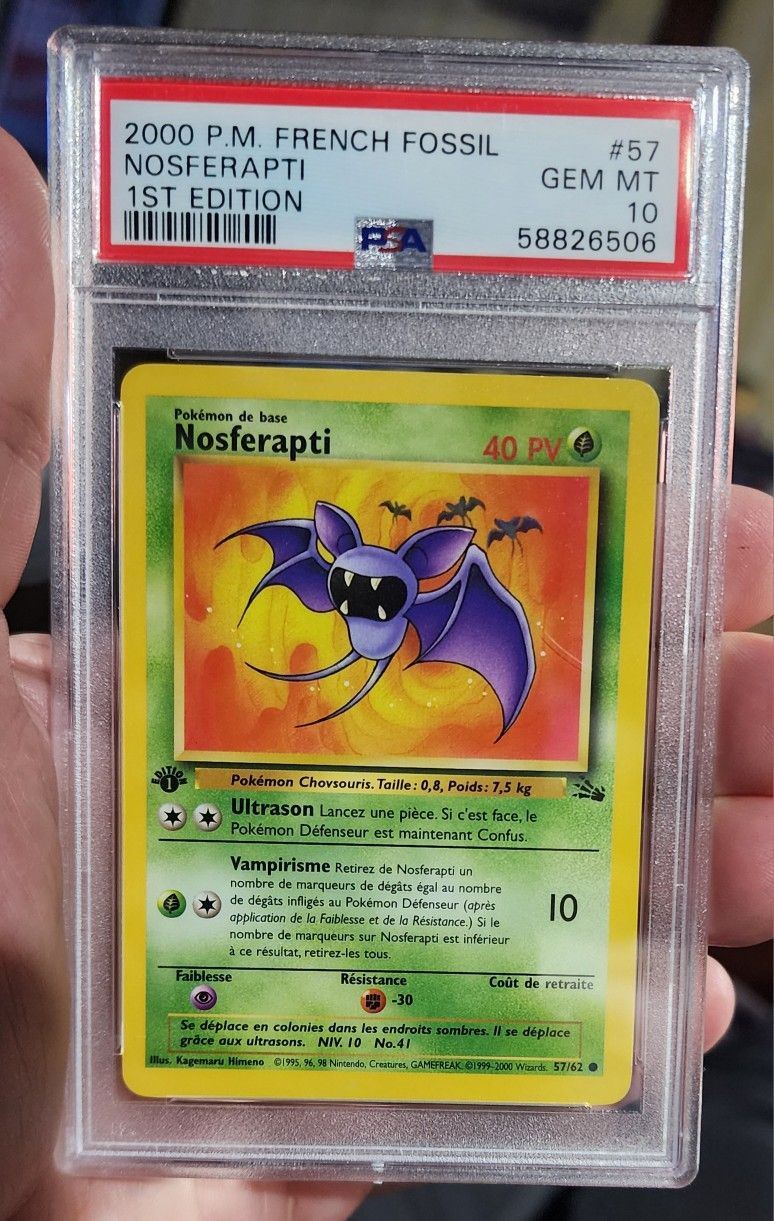 2000 P.M. FRENCH FOSSIL #57
NOSFERAPTI GEM MT
1ST EDITION 10
PSA 58826506
Pokémon de base
Nosferapti 40 PV
EDITION
1
Pokémon Chovsouris. Taille: 0,8, Poids: 7,5 kg
Ultrason Lancez une pièce. Si c'est face, le
Pokémon Défenseur est maintenant Confus.
Vampirisme Retirez de Nosferapti un
nombre de marqueurs de dégâts égal au nombre
de dégâts infligés au Pokémon Défenseur (après
application de la Faiblesse et de la Résistance.) Si le
nombre de marqueurs sur Nosferapti est inférieur
à ce résultat, retirez-les tous.
10
Faiblesse Résistance Coût de retraite
-30
Se déplace en colonies dans les endroits sombres. Il se déplace
grâce aux ultrasons. NIV. 10 No.41
Illus. Kagemaru Himeno ©1995, 96, 98 Nintendo, Creatures, GAMEFREAK. ©1999-2000 Wizards. 57/62